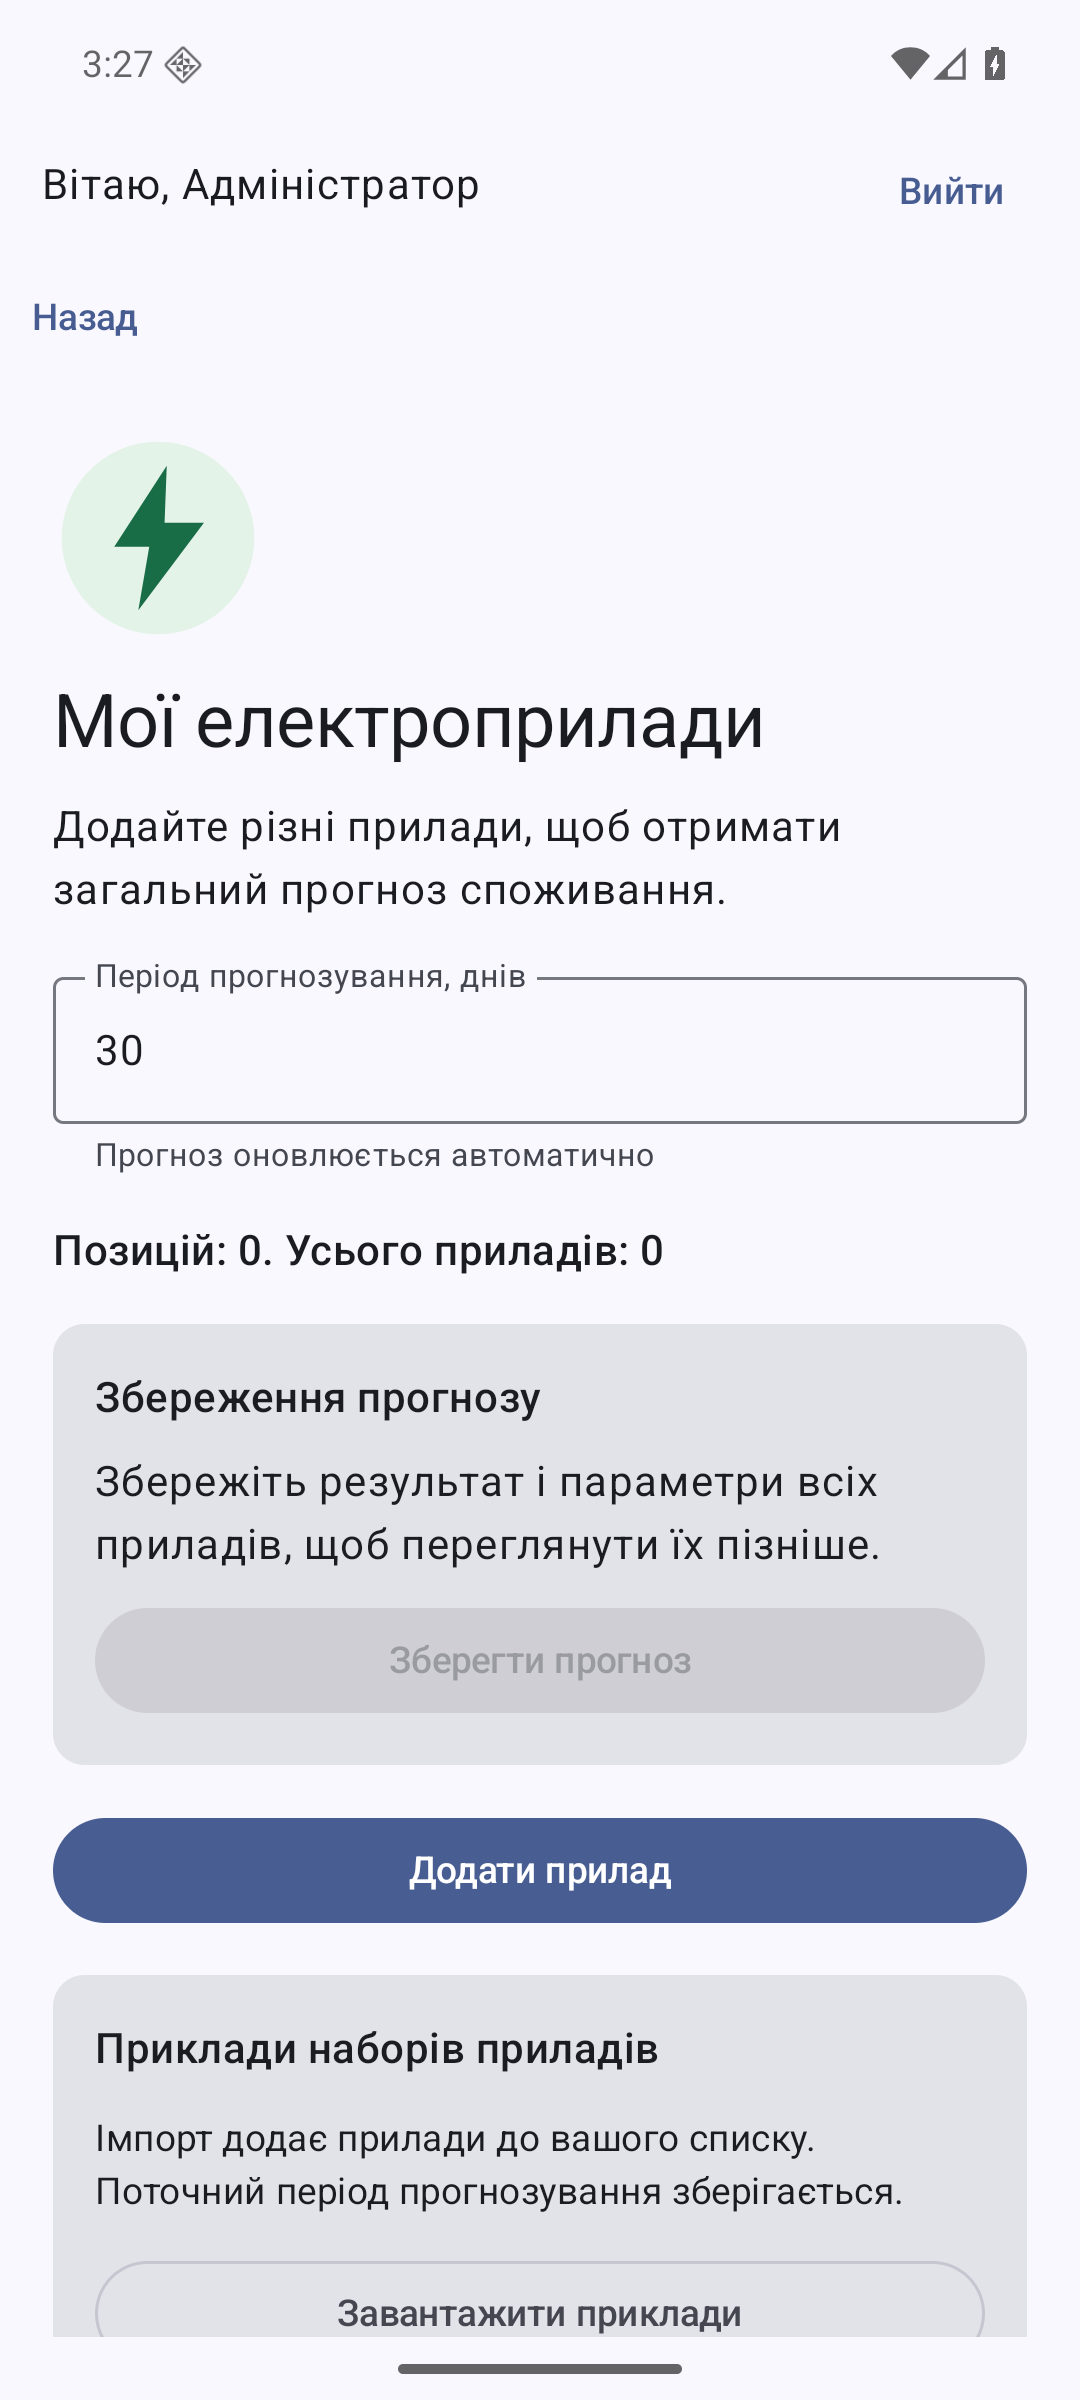 3:27
Вітаю, Адміністратор
Вийти
Назад
Мої електроприлади
Додайте різні прилади, щоб отримати
загальний прогноз споживання.
Період прогнозування, днів
30
Прогноз оновлюється автоматично
Позицій: 0. Усього приладів: 0
Збереження прогнозу
Збережіть результат і параметри всіх
приладів, щоб переглянути їх пізніше.
Зберегти прогноз
Додати прилад
Приклади наборів приладів
Імпорт додає прилади до вашого списку.
Поточний період прогнозування зберігається.
Завантажити приклади